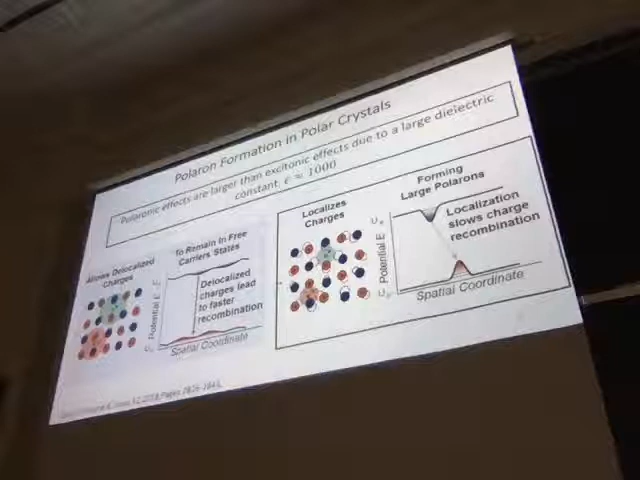 Polaron Formation in Polar Crystals
Polaronic effects are larger than excitonic effects due to a large dielectric
constant, ε ≈ 1000
Allows Delocalized
Charges
To Remain in Free
Carriers States
Potential E
Delocalized
charges lead
to faster
recombination
Spatial Coordinate
Localizes
Charges
Forming
Large Polarons
Potential E
Localization
slows charge
recombination
Spatial Coordinate